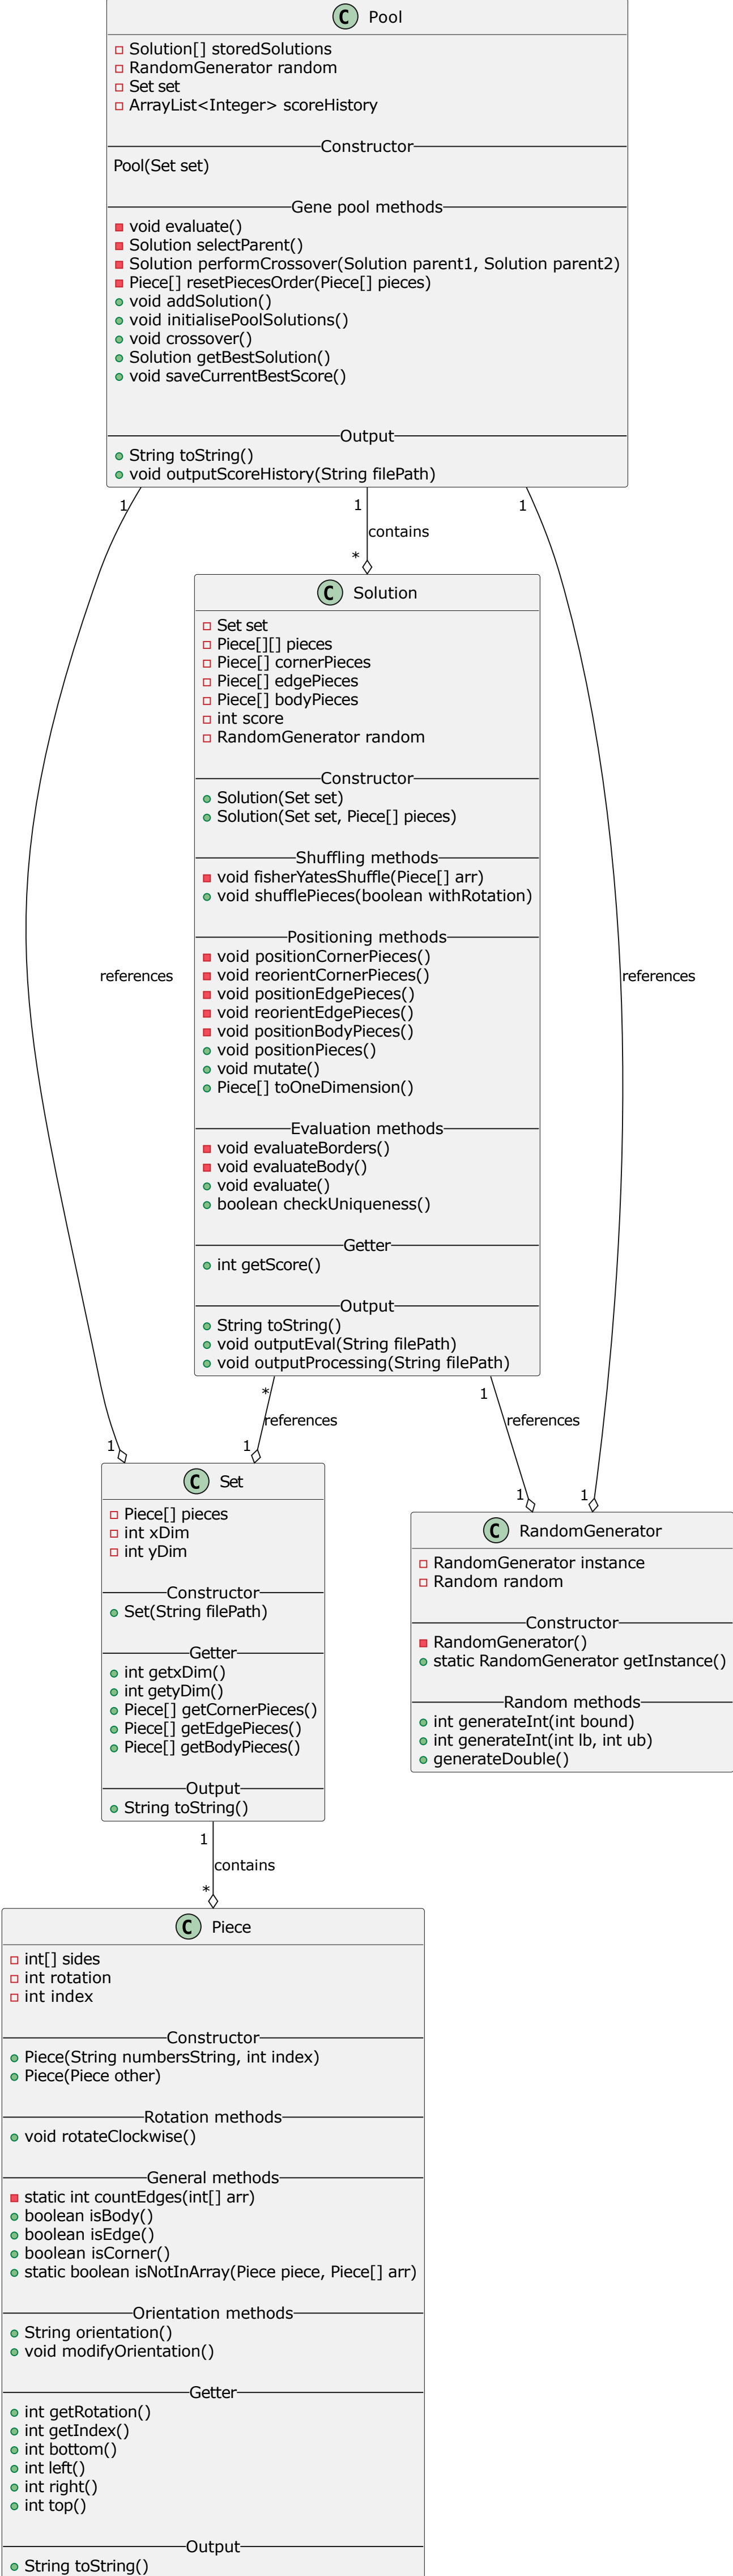 C Pool
Solution[] storedSolutions
RandomGenerator random
Set set
ArrayList<Integer> scoreHistory
Constructor
Pool(Set set)
Gene pool methods
void evaluate()
Solution selectParent()
Solution performCrossover(Solution parent1, Solution parent2)
Piece[] resetPiecesOrder(Piece[] pieces)
void addSolution()
void initialisePoolSolutions()
void crossover()
Solution getBestSolution()
void saveCurrentBestScore()
Output
String toString()
void outputScoreHistory(String filePath)
1
1
1
contains
*
C Solution
Set set
Piece[][] pieces
Piece[] cornerPieces
Piece[] edgePieces
Piece[] bodyPieces
int score
RandomGenerator random
Constructor
Solution(Set set)
Solution(Set set, Piece[] pieces)
Shuffling methods
void fisherYatesShuffle(Piece[] arr)
void shufflePieces(boolean withRotation)
Positioning methods
void positionCornerPieces()
void reorientCornerPieces()
references
references
void positionEdgePieces()
void reorientEdgePieces()
void positionBodyPieces()
void positionPieces()
void mutate()
Piece[] toOneDimension()
Evaluation methods
void evaluateBorders()
void evaluateBody()
void evaluate()
boolean checkUniqueness()
Getter
int getScore()
Output
String toString()
void outputEval(String filePath)
void outputProcessing(String filePath)
*
1
references
references
1
1
1
1
C Set
Piece[] pieces
int xDim
int yDim
Constructor
Set(String filePath)
Getter
int getxDim()
int getyDim()
Piece[] getCornerPieces()
Piece[] getEdgePieces()
Piece[] getBodyPieces()
Output
String toString()
C RandomGenerator
RandomGenerator instance
Random random
Constructor
RandomGenerator()
static RandomGenerator getInstance()
Random methods
int generateInt(int bound)
int generateInt(int lb, int ub)
generateDouble()
1
contains
*
C Piece
int[] sides
int rotation
int index
Constructor
Piece(String numbersString, int index)
Piece(Piece other)
Rotation methods
void rotateClockwise()
General methods
static int countEdges(int[] arr)
boolean isBody()
boolean isEdge()
boolean isCorner()
static boolean isNotInArray(Piece piece, Piece[] arr)
Orientation methods
String orientation()
void modifyOrientation()
Getter
int getRotation()
int getIndex()
int bottom()
int left()
int right()
int top()
Output
String toString()